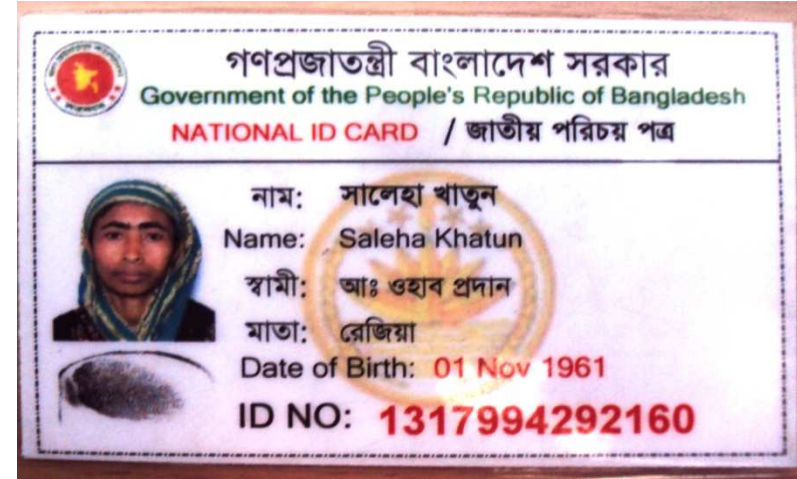 গণপ্রজাতন্ত্রী বাংলাদেশ সরকার
Government of the People's Republic of Bangladesh
NATIONAL ID CARD / জাতীয় পরিচয় পত্র
নাম: সালেহা খাতুন
Name: Saleha Khatun
স্বামী: আঃ ওহাব প্রদান
মাতা: রেজিয়া
Date of Birth: 01 Nov 1961
ID NO: 1317994292160